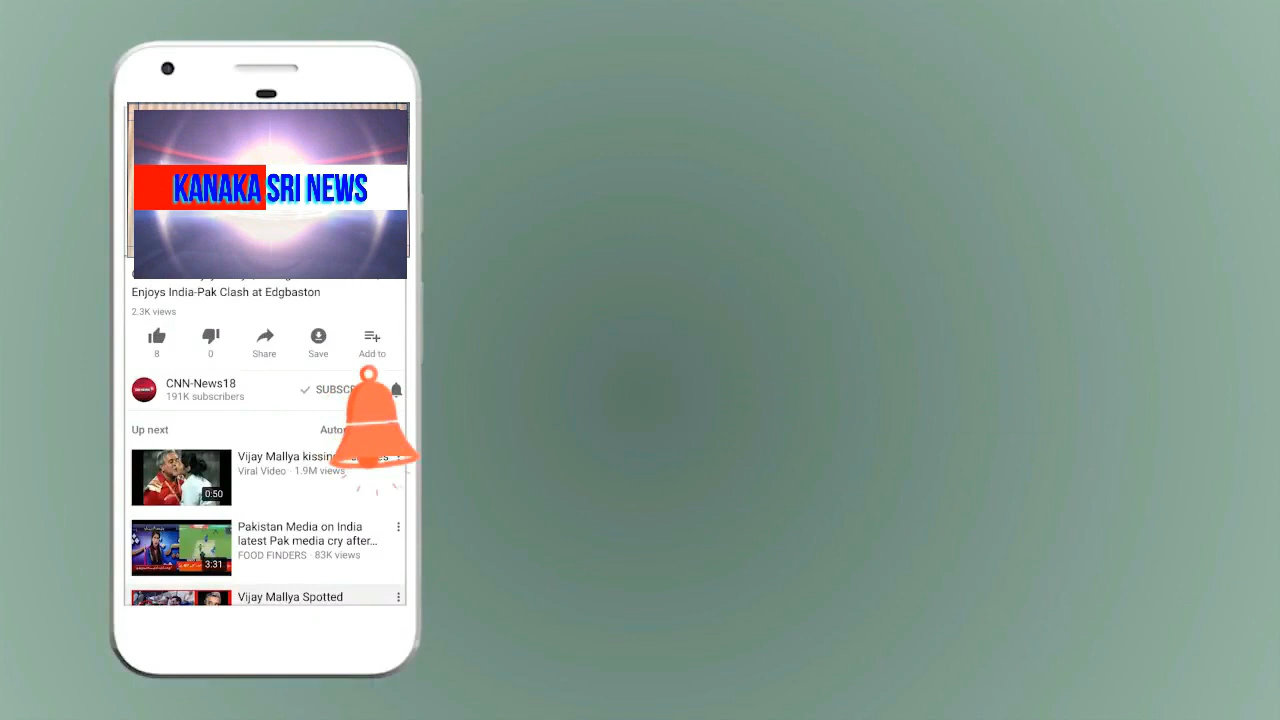 KANAKA SRI NEWS
Enjoys India-Pak Clash at Edgbaston
2.3K views
8
0
Share
Save
Add to
CNN-News18
191K subscribers
Up next
Vijay Mallya
Viral Video · 1.9M views
0:50
Pakistan Media on India
latest Pak media cry after...
FOOD FINDERS · 83K views
3:31
Vijay Mallya Spotted